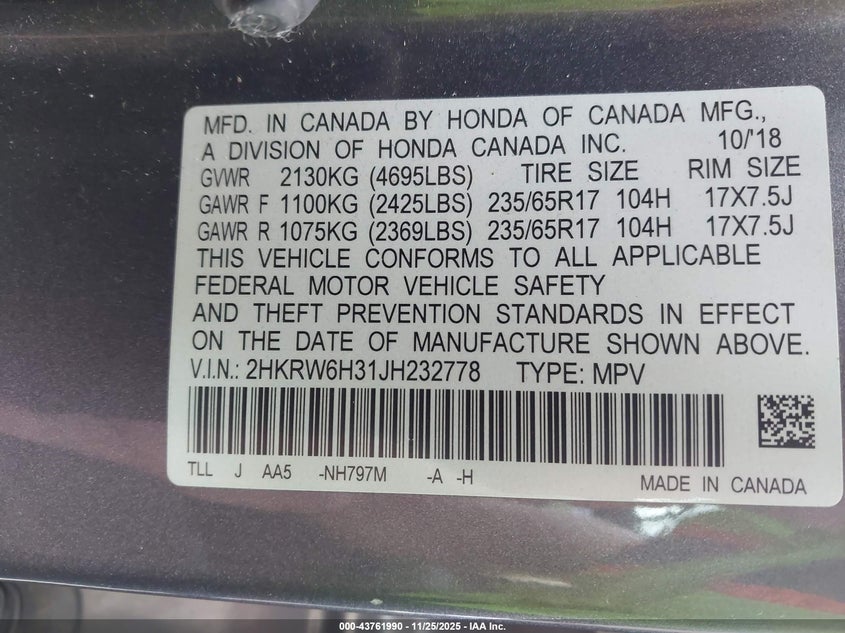 MFD. IN CANADA BY HONDA OF CANADA MFG.,
A DIVISION OF HONDA CANADA INC. 10/'18
GVWR 2130KG (4695LBS) TIRE SIZE RIM SIZE
GAWR F 1100KG (2425LBS) 235/65R17 104H 17X7.5J
GAWR R 1075KG (2369LBS) 235/65R17 104H 17X7.5J
THIS VEHICLE CONFORMS TO ALL APPLICABLE
FEDERAL MOTOR VEHICLE SAFETY
AND THEFT PREVENTION STANDARDS IN EFFECT
ON THE DATE OF MANUFACTURE SHOWN ABOVE.
V.I.N.: 2HKRW6H31JH232778 TYPE: MPV
TLL J AA5 -NH797M -A -H
MADE IN CANADA
000-43761990 - 11/25/2025 - IAA Inc.